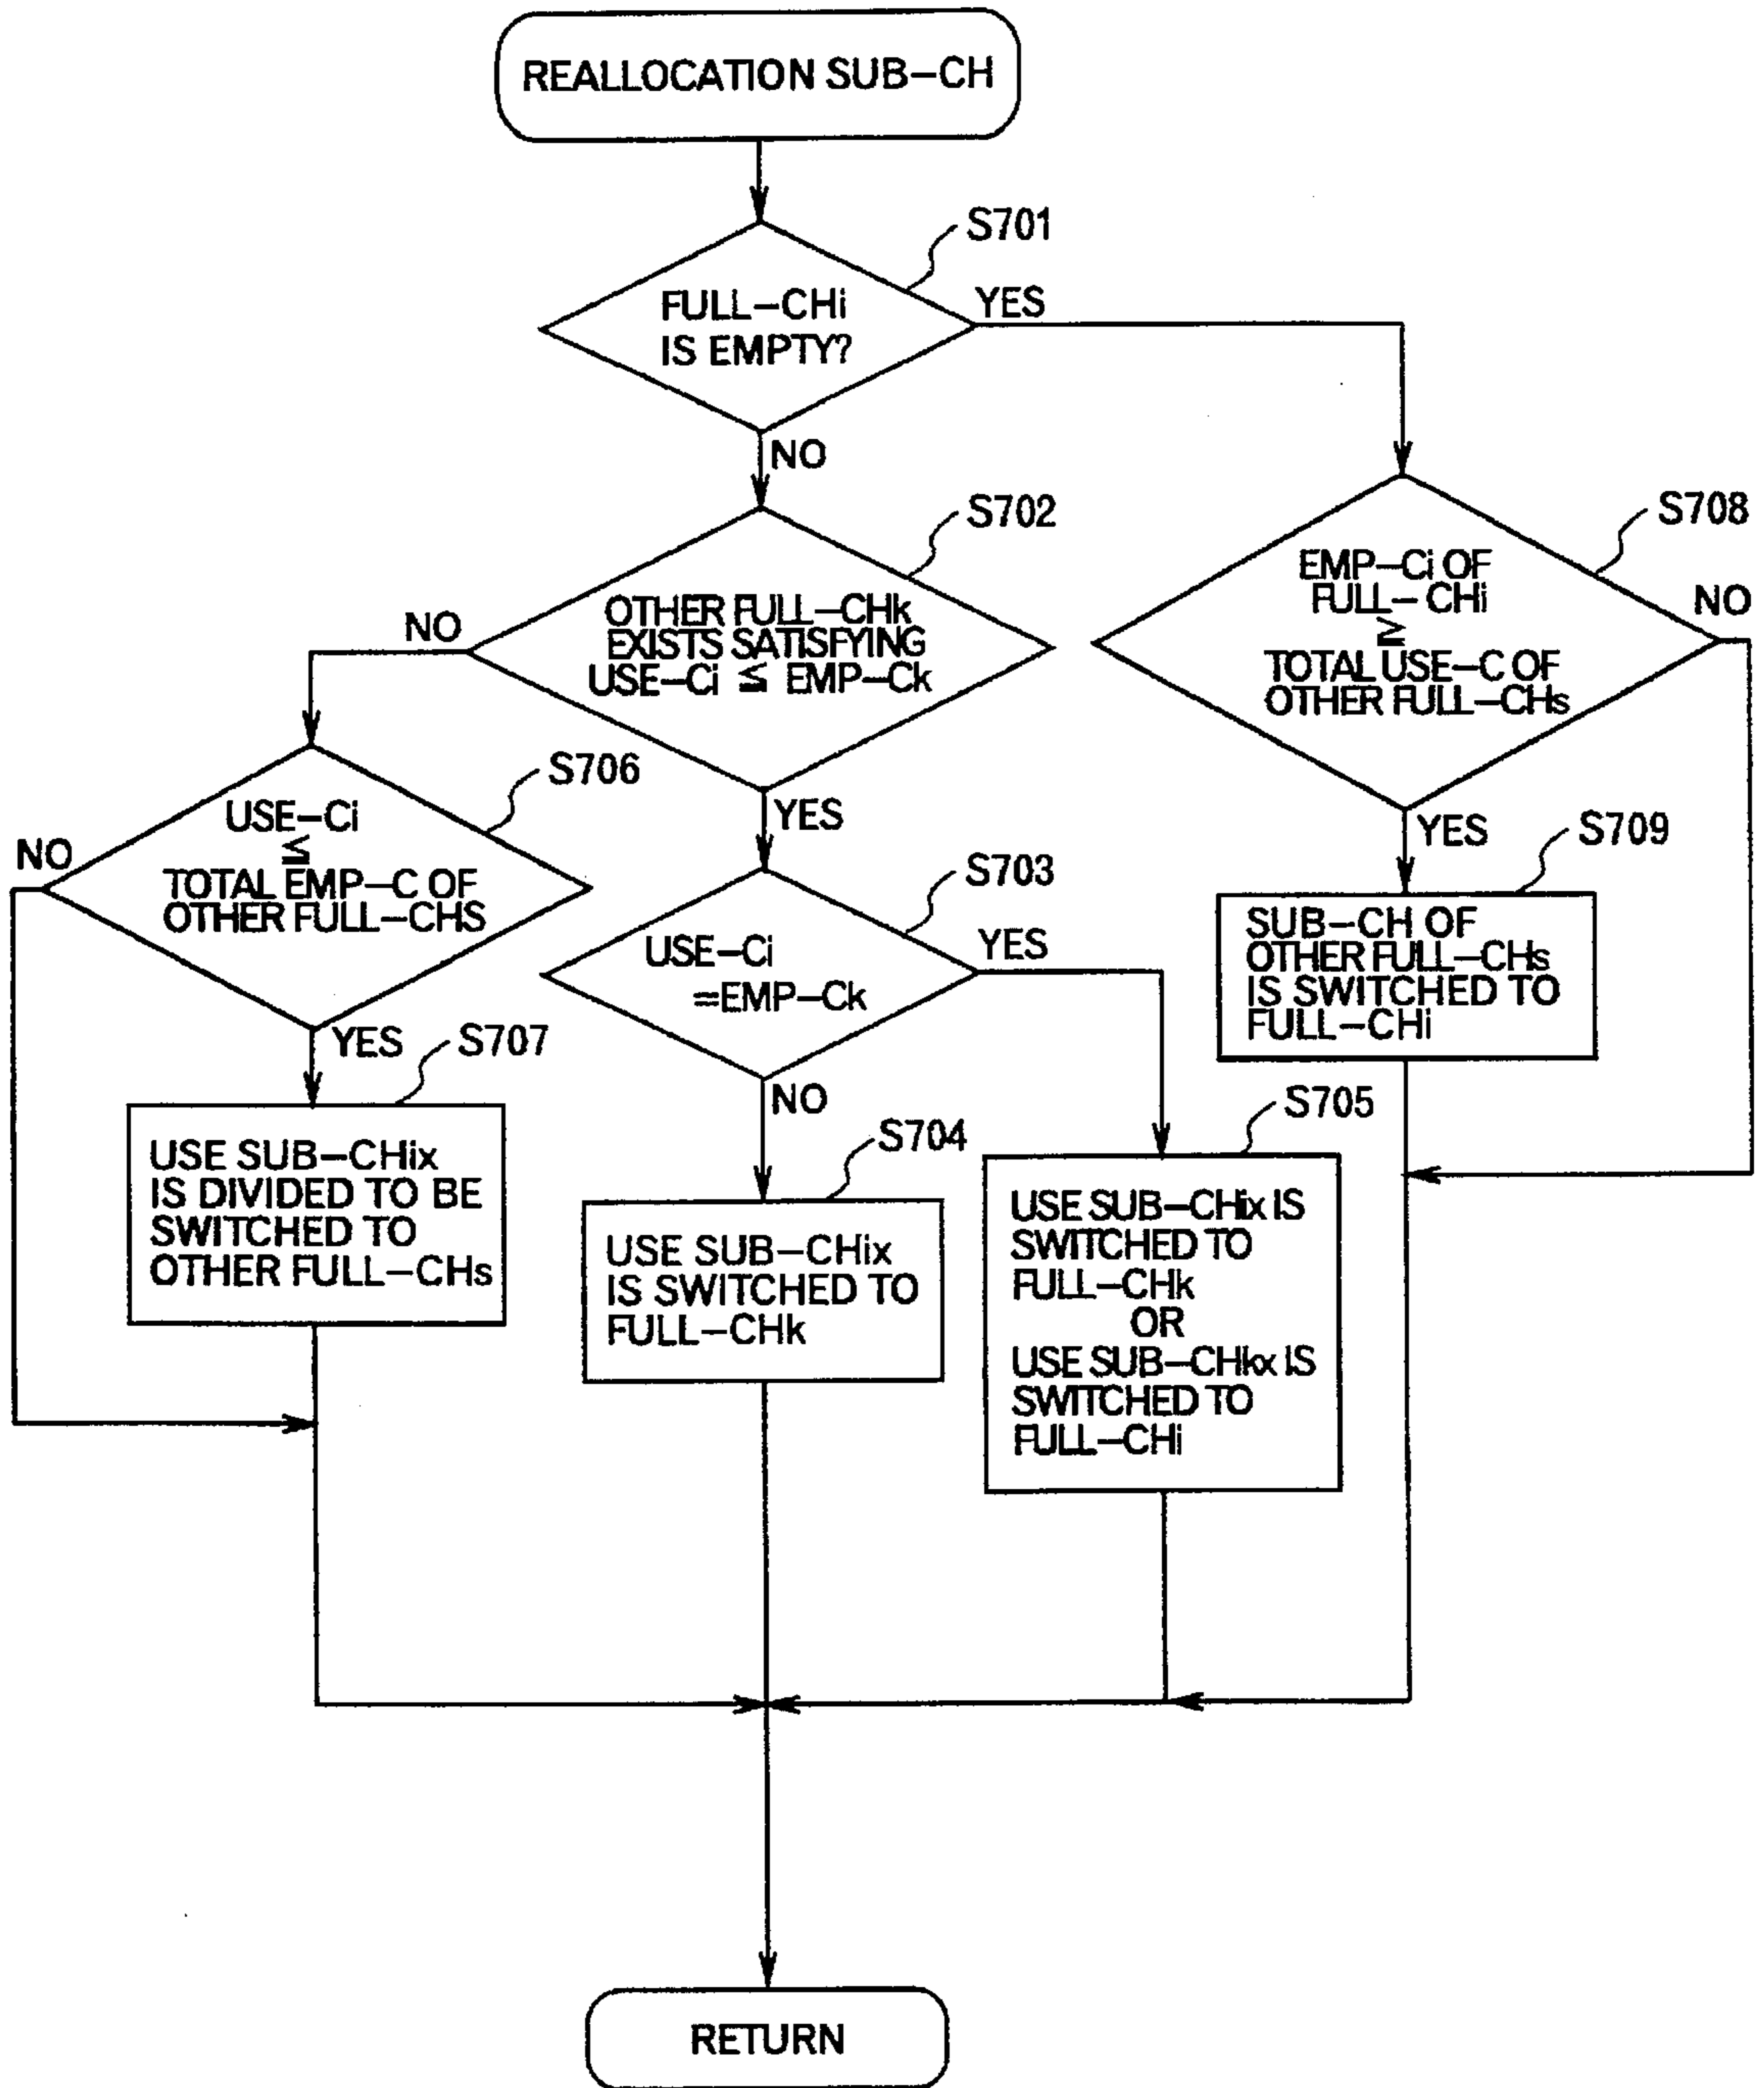 REALLOCATION SUB-CH
S701
FULL-CHi
IS EMPTY?
YES
NO
S702
OTHER FULL-CHk
EXISTS SATISFYING
USE-Ci ≦ EMP-Ck
NO
YES
S708
EMP-Ci OF
FULL-CHi
≧
TOTAL USE-C OF
OTHER FULL-CHs
NO
YES
S706
USE-Ci
≦
TOTAL EMP-C OF
OTHER FULL-CHS
NO
YES
S703
USE-Ci
=EMP-Ck
YES
NO
S709
SUB-CH OF
OTHER FULL-CHs
IS SWITCHED TO
FULL-CHi
S707
USE SUB-CHix
IS DIVIDED TO BE
SWITCHED TO
OTHER FULL-CHs
S704
USE SUB-CHix
IS SWITCHED TO
FULL-CHk
S705
USE SUB-CHix IS
SWITCHED TO
FULL-CHk
OR
USE SUB-CHkx IS
SWITCHED TO
FULL-CHi
RETURN